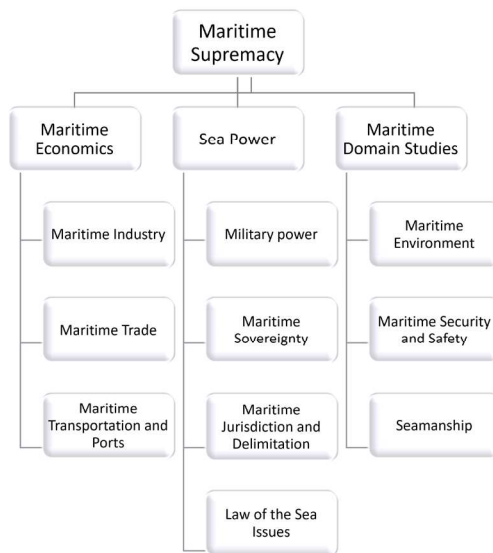 Maritime
Supremacy
Maritime
Economics
Sea Power
Maritime
Domain Studies
Maritime Industry
Military power
Maritime
Environment
Maritime Trade
Maritime
Sovereignty
Maritime Security
and Safety
Maritime
Transportation and
Ports
Maritime
Jurisdiction and
Delimitation
Seamanship
Law of the Sea
Issues